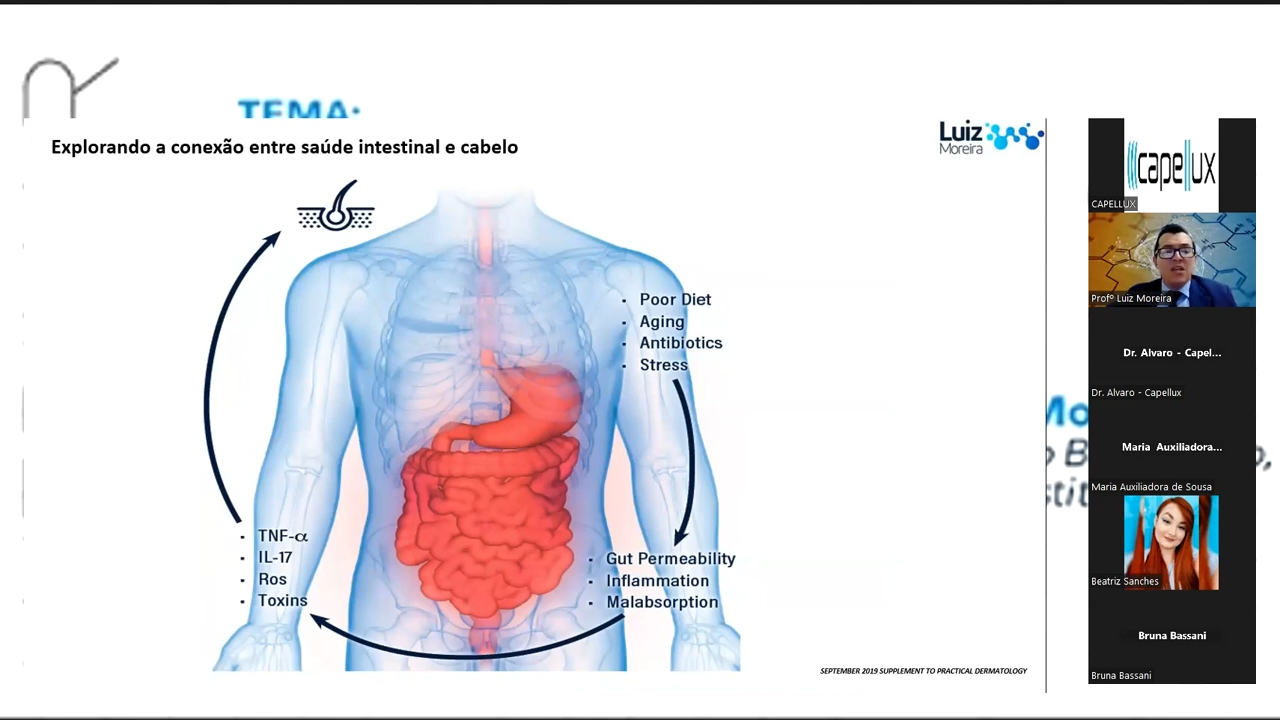 TEMA:
Explorando a conexão entre saúde intestinal e cabelo
Luiz
Moreira
- Poor Diet
- Aging
- Antibiotics
- Stress
- TNF-α
- IL-17
- Ros
- Toxins
- Gut Permeability
- Inflammation
- Malabsorption
SEPTEMBER 2019 SUPPLEMENT TO PRACTICAL DERMATOLOGY
capellux
CAPELLUX
Profº Luiz Moreira
Dr. Alvaro - Capel...
Dr. Alvaro - Capellux
Maria Auxiliadora...
Maria Auxiliadora de Sousa
Beatriz Sanches
Bruna Bassani
Bruna Bassani